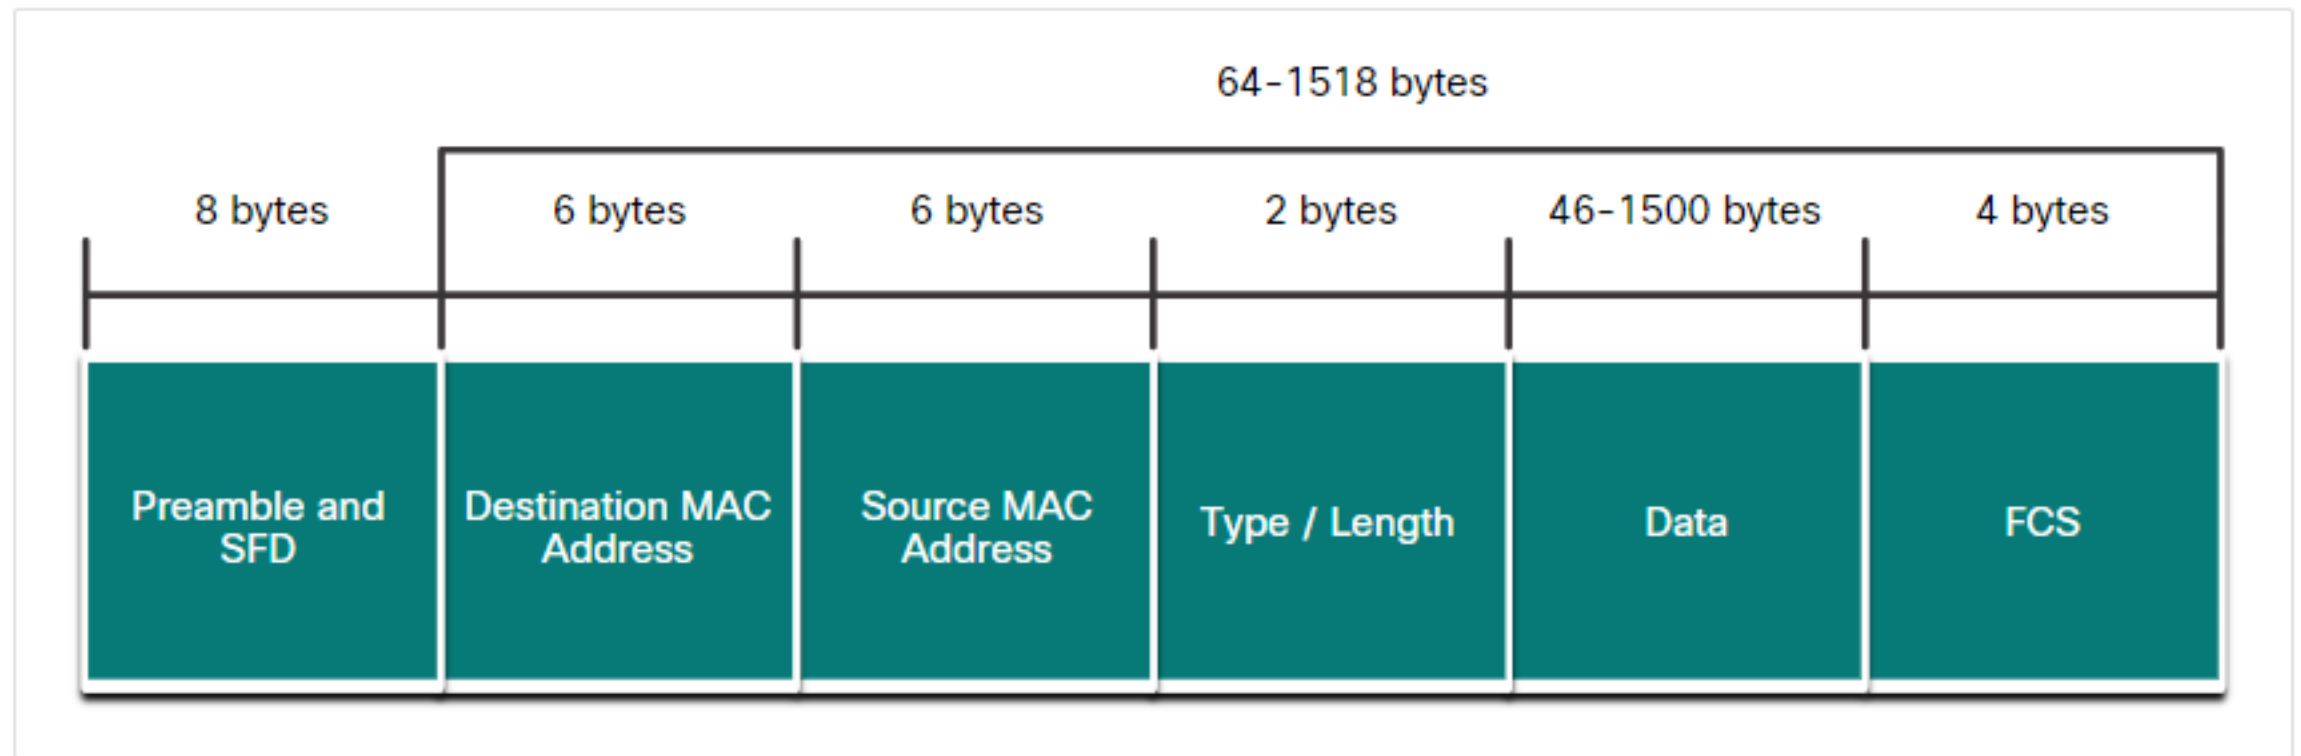 64-1518 bytes
8 bytes
6 bytes
6 bytes
2 bytes
46-1500 bytes
4 bytes
Preamble and
SFD
Destination MAC
Address
Source MAC
Address
Type / Length
Data
FCS